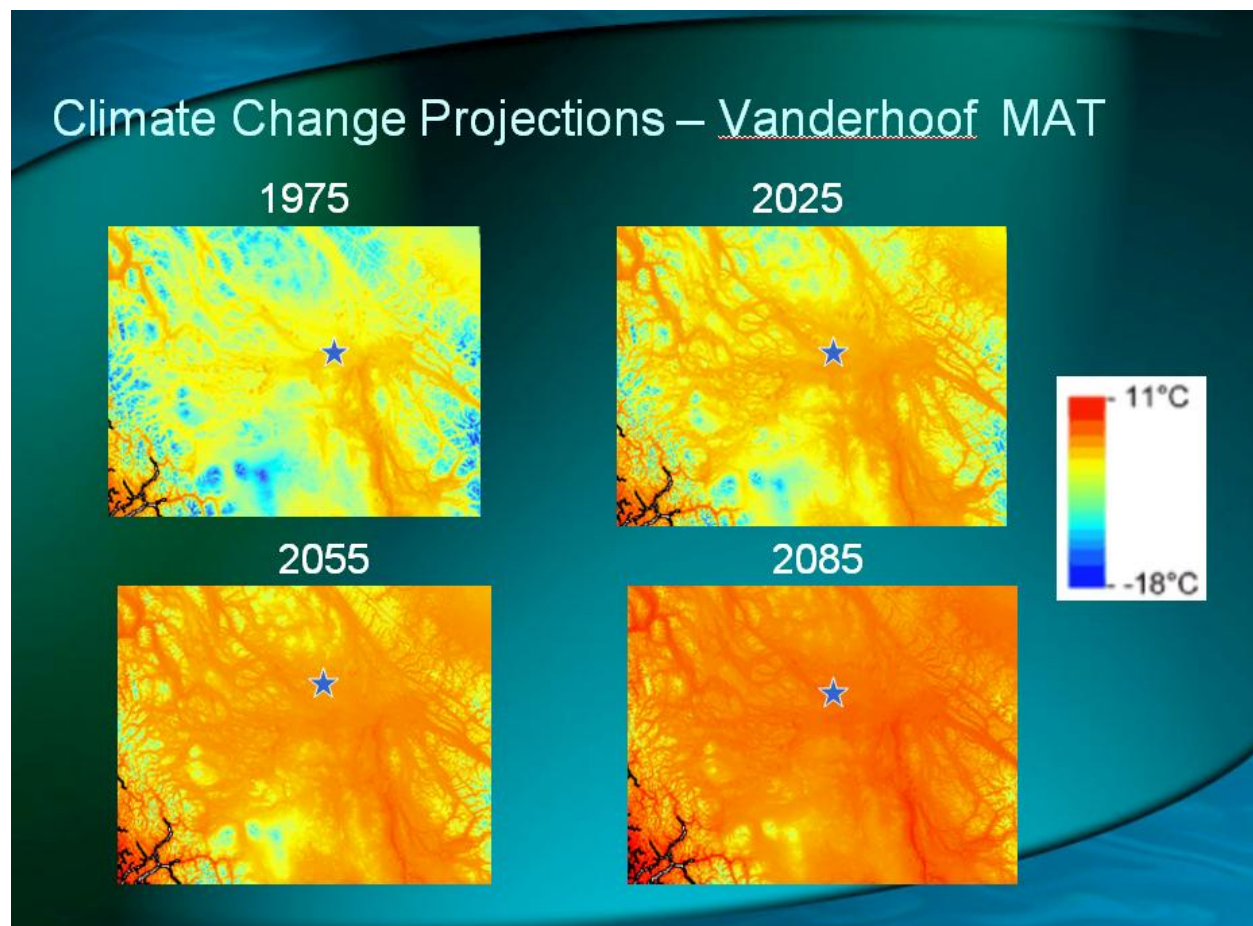 Climate Change Projections – Vanderhoof MAT
1975
2025
11°C
-18°C
2055
2085